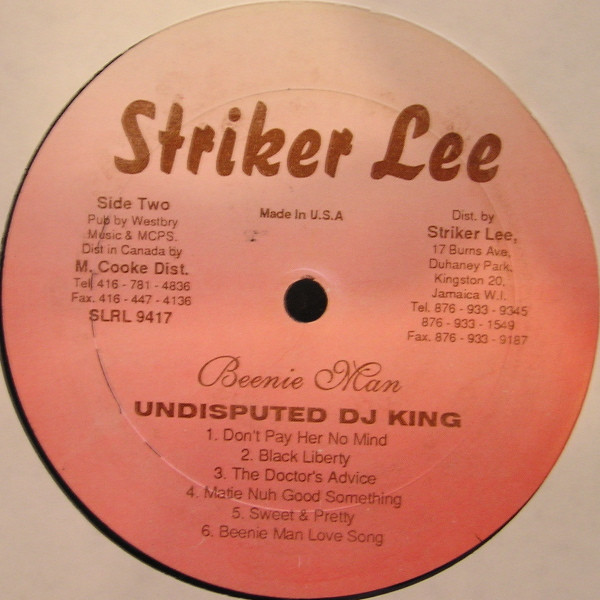 Striker Lee
Side Two
Pub by Westbry
Music & MCPS.
Dist in Canada by
M. Cooke Dist.
Tel 416 - 781 - 4836
Fax. 416 - 447 - 4136
SLRL 9417
Made In U.S.A
Dist. by
Striker Lee,
17 Burns Ave,
Duhaney Park,
Kingston 20,
Jamaica W.I.
Tel. 876 - 933 - 9345
876 - 933 - 1549
Fax. 876 - 933 - 9187
Beenie Man
UNDISPUTED DJ KING
1. Don't Pay Her No Mind
2. Black Liberty
3. The Doctor's Advice
4. Matie Nuh Good Something
5. Sweet & Pretty
6. Beenie Man Love Song